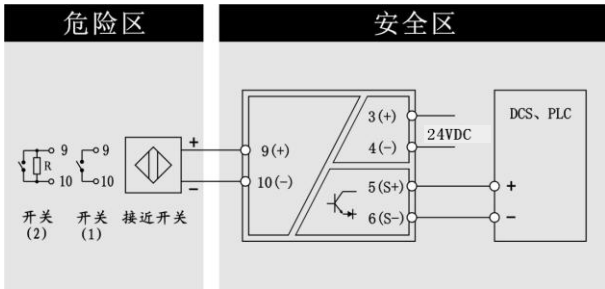 危险区
安全区
3(+)
24VDC
4(-)
DCS、PLC
+
9(+)
10(-)
−
9
R
10
9
10
5(S+)
6(S-)
+
−
开关
(2)
开关
(1)
接近开关